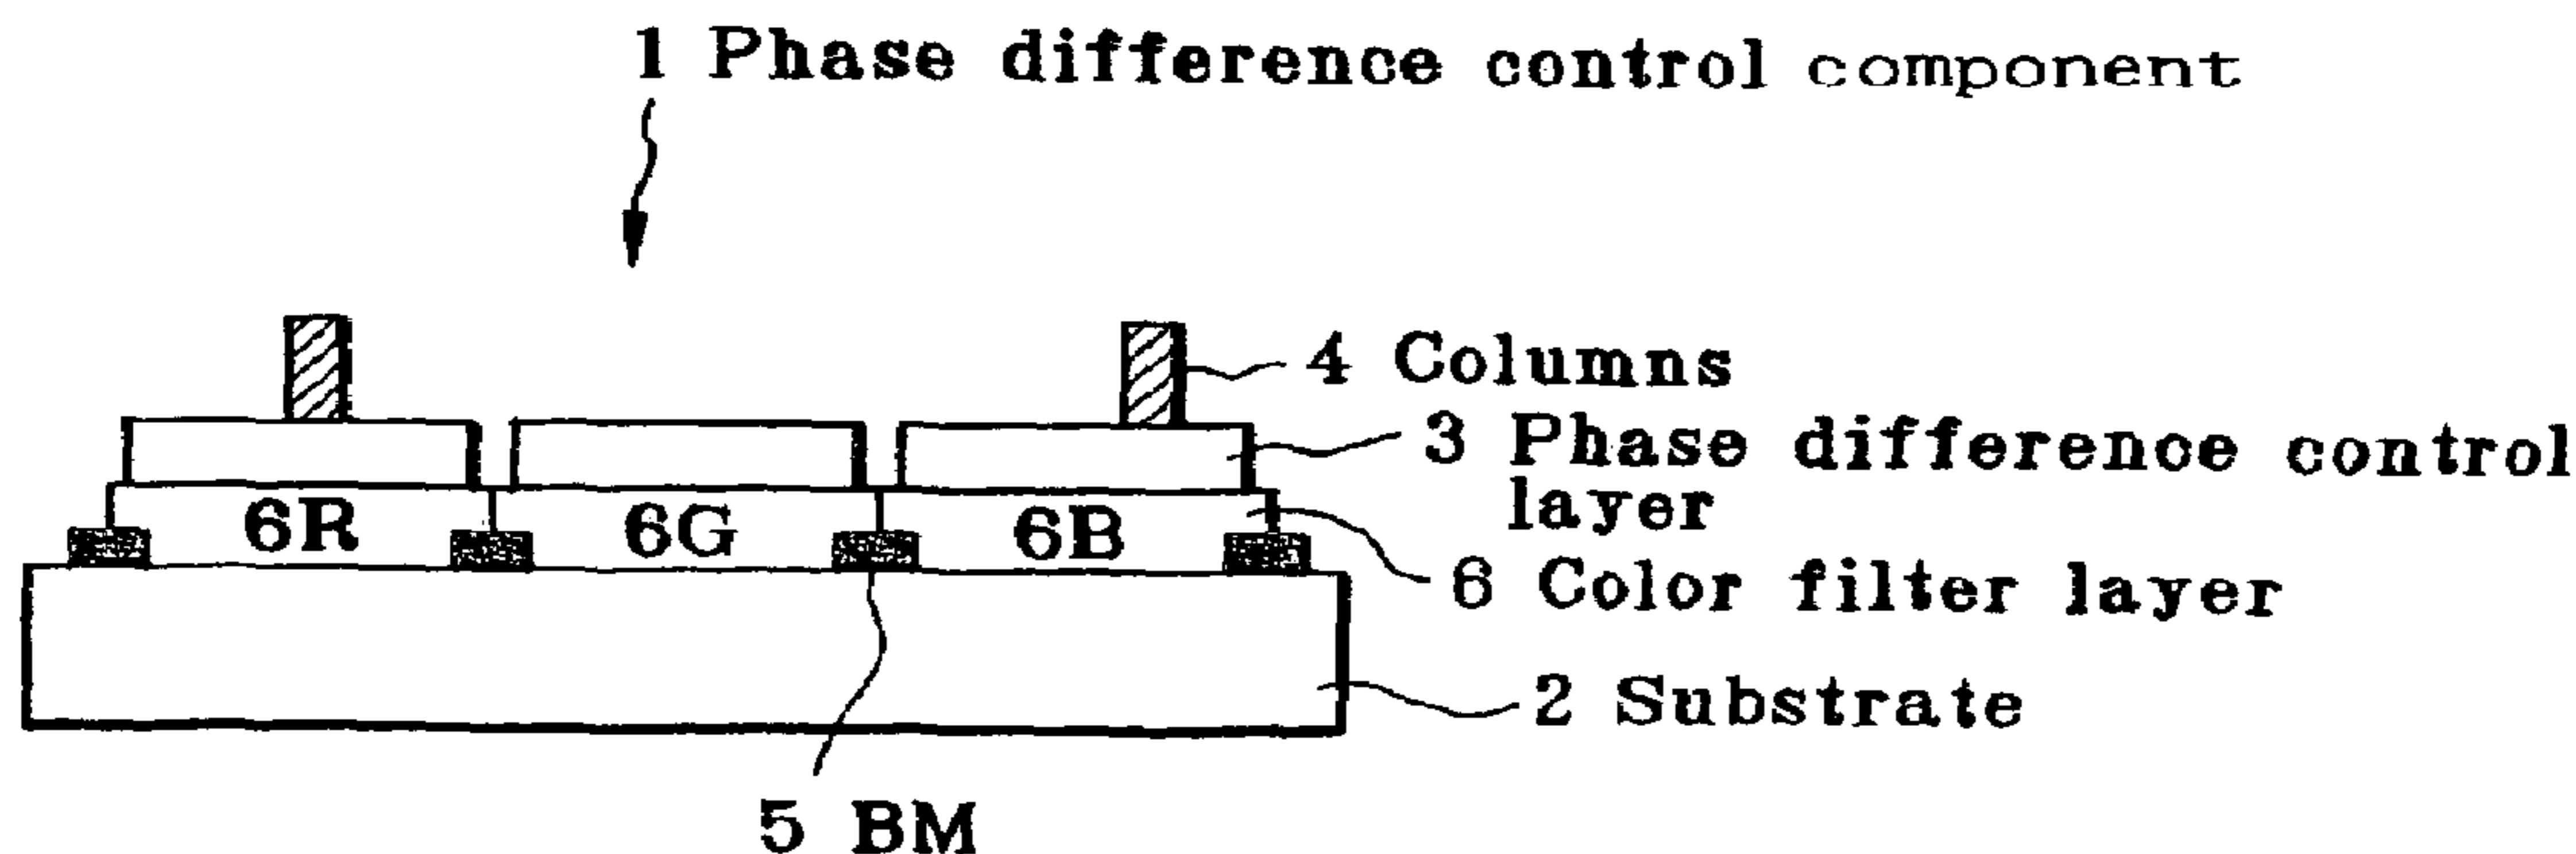 1 Phase difference control component
4 Columns
3 Phase difference control
layer
6R 6G 6B
6 Color filter layer
2 Substrate
5 BM